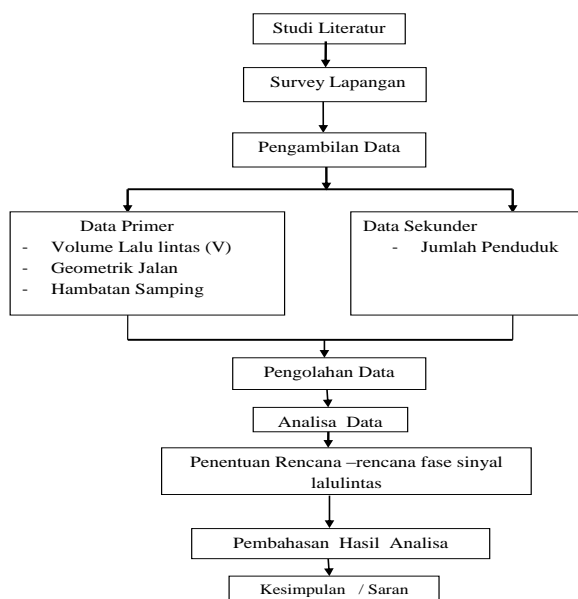 Studi Literatur
Survey Lapangan
Pengambilan Data
Data Primer
- Volume Lalu lintas (V)
- Geometrik Jalan
- Hambatan Samping
Data Sekunder
- Jumlah Penduduk
Pengolahan Data
Analisa Data
Penentuan Rencana –rencana fase sinyal
lalulintas
Pembahasan Hasil Analisa
Kesimpulan / Saran